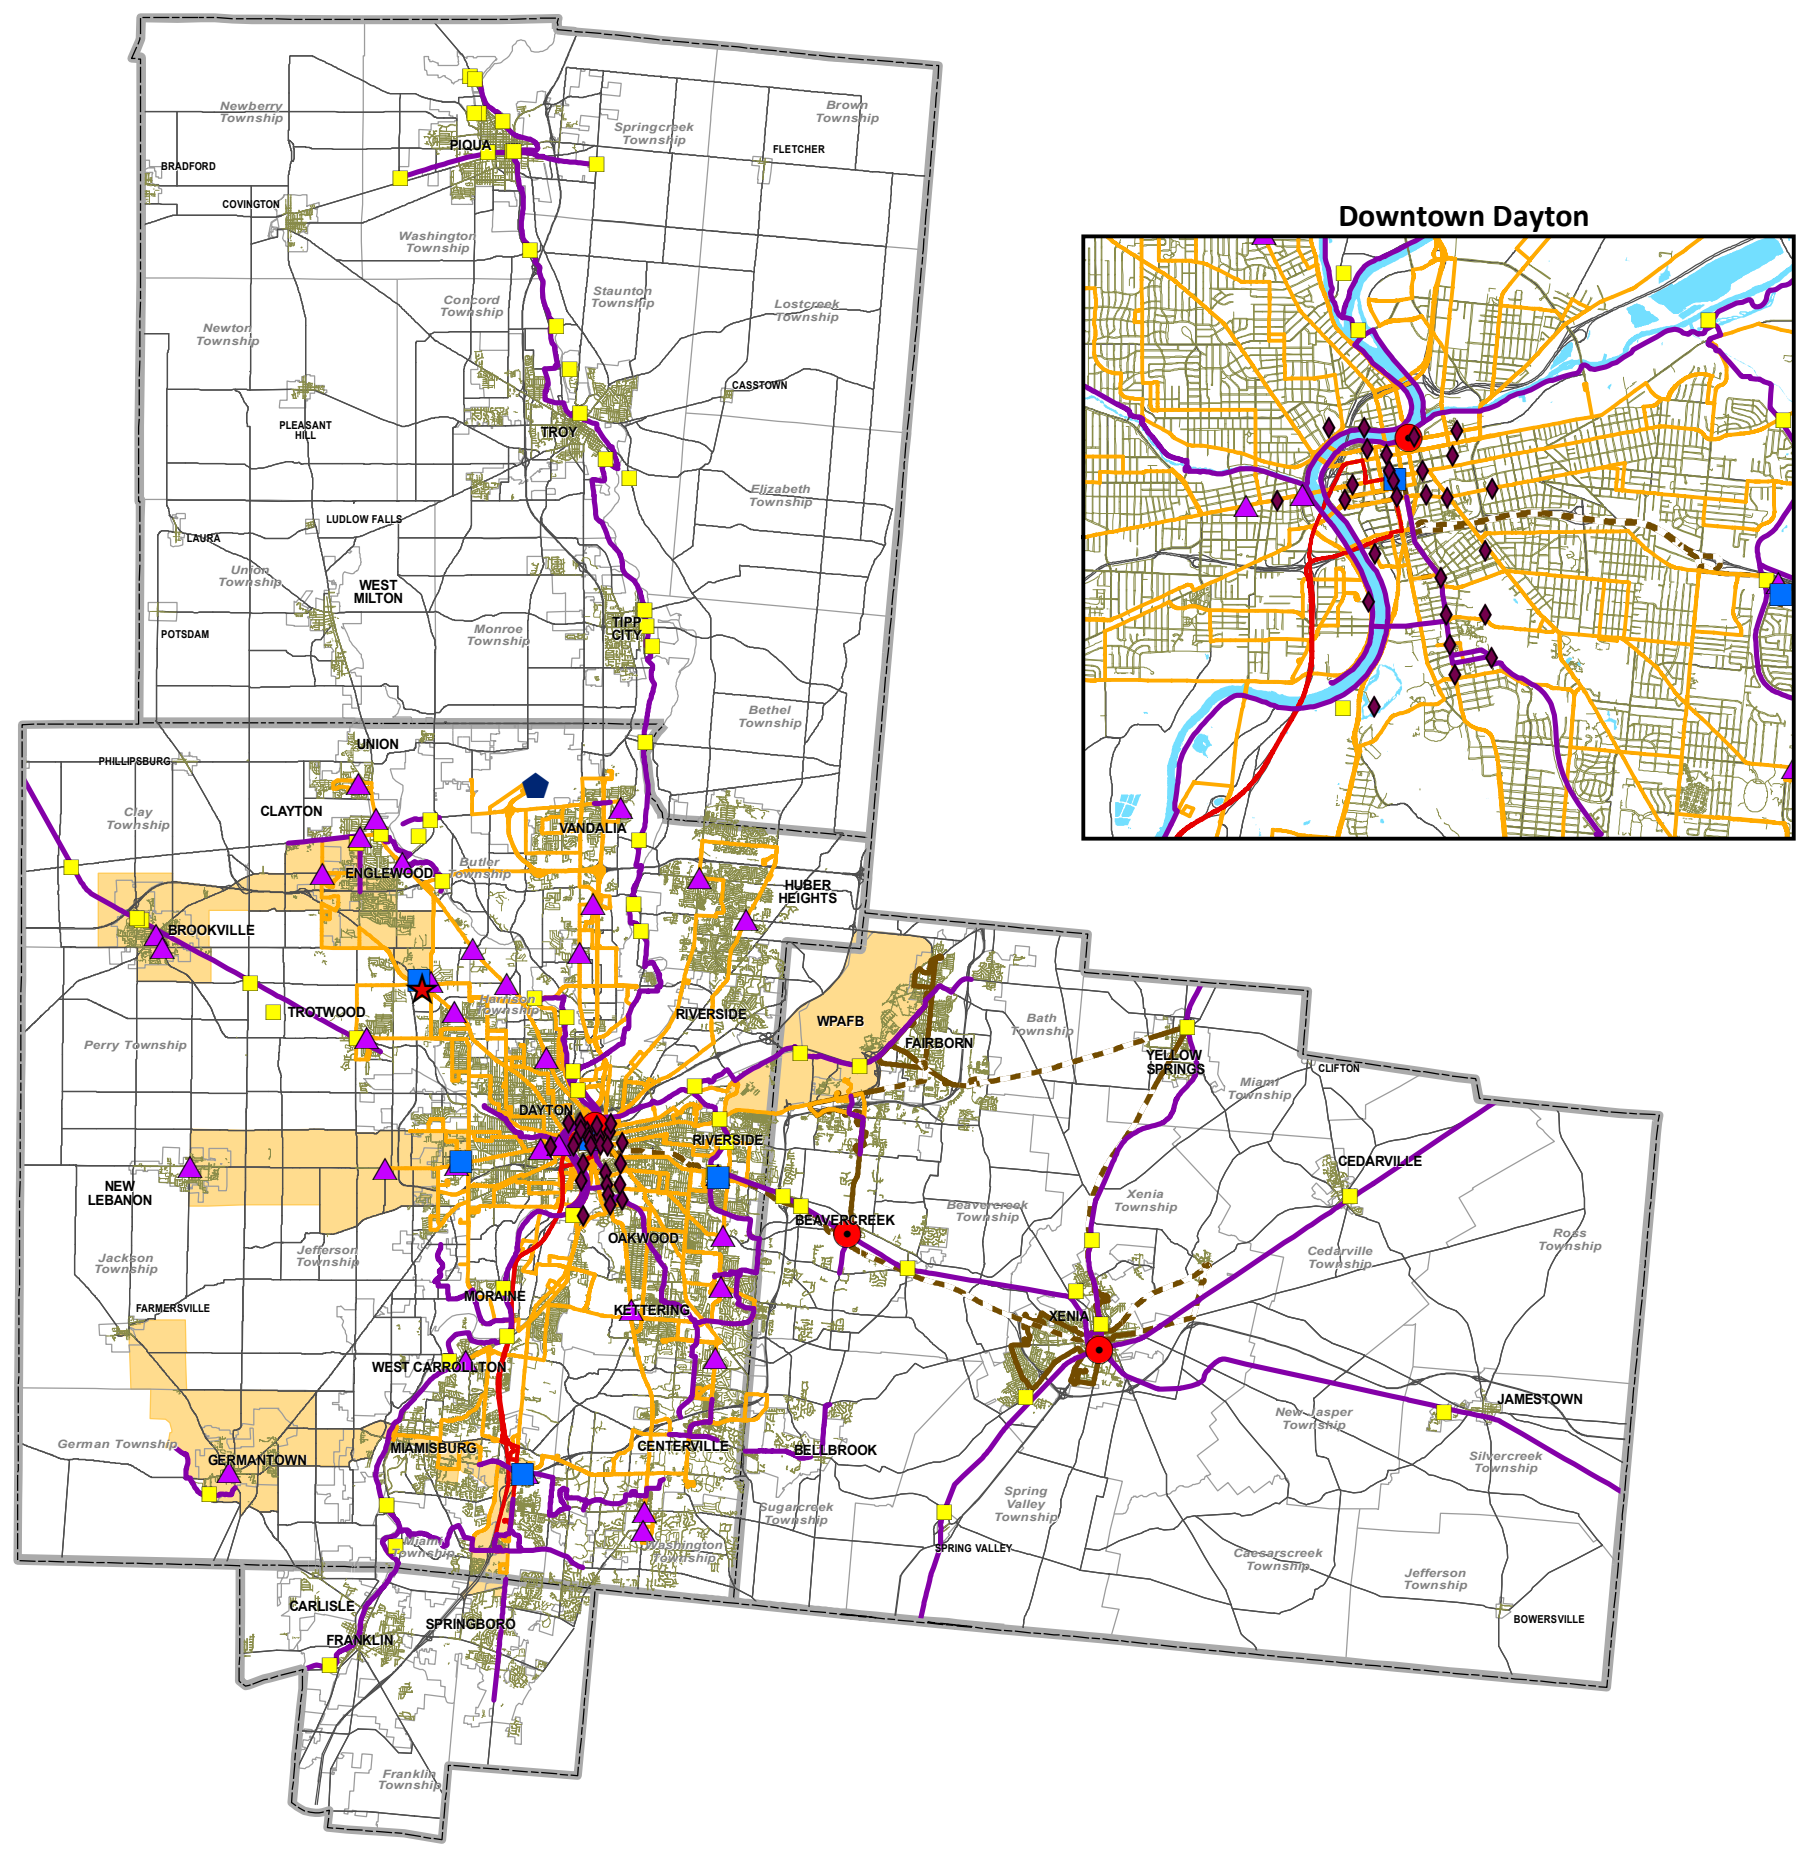 Newberry
Township
Brown
Township
Springcreek
Township
PIQUA
FLETCHER
BRADFORD
COVINGTON
Washington
Township
Downtown Dayton
Concord
Township
Staunton
Township
Lostcreek
Township
Newton
Township
CASSTOWN
PLEASANT
HILL
TROY
Elizabeth
Township
LUDLOW FALLS
LAURA
Union
Township
WEST
MILTON
TIPP
CITY
Monroe
Township
POTSDAM
Bethel
Township
UNION
PHILLIPSBURG
Clay
Township
CLAYTON
VANDALIA
Butler
Township
ENGLEWOOD
HUBER
HEIGHTS
BROOKVILLE
Harrison
Township
TROTWOOD
RIVERSIDE
WPAFB
Bath
Township
FAIRBORN
Perry Township
YELLOW
SPRINGS
CLIFTON
Miami
Township
DAYTON
RIVERSIDE
CEDARVILLE
NEW
LEBANON
Xenia
Township
Beavercreek
Township
BEAVERCREEK
OAKWOOD
Ross
Township
Jefferson
Township
Jackson
Township
Cedarville
Township
MORAINE
FARMERSVILLE
KETTERING
XENIA
WEST CARROLLTON
JAMESTOWN
New Jasper
Township
German Township
MIAMISBURG
CENTERVILLE
BELLBROOK
GERMANTOWN
Silvercreek
Township
Spring
Valley
Township
Sugarcreek
Township
Miami
Township
Washington
Township
SPRING VALLEY
Caesarscreek
Township
Jefferson
Township
CARLISLE
SPRINGBORO
BOWERSVILLE
FRANKLIN
Franklin
Township